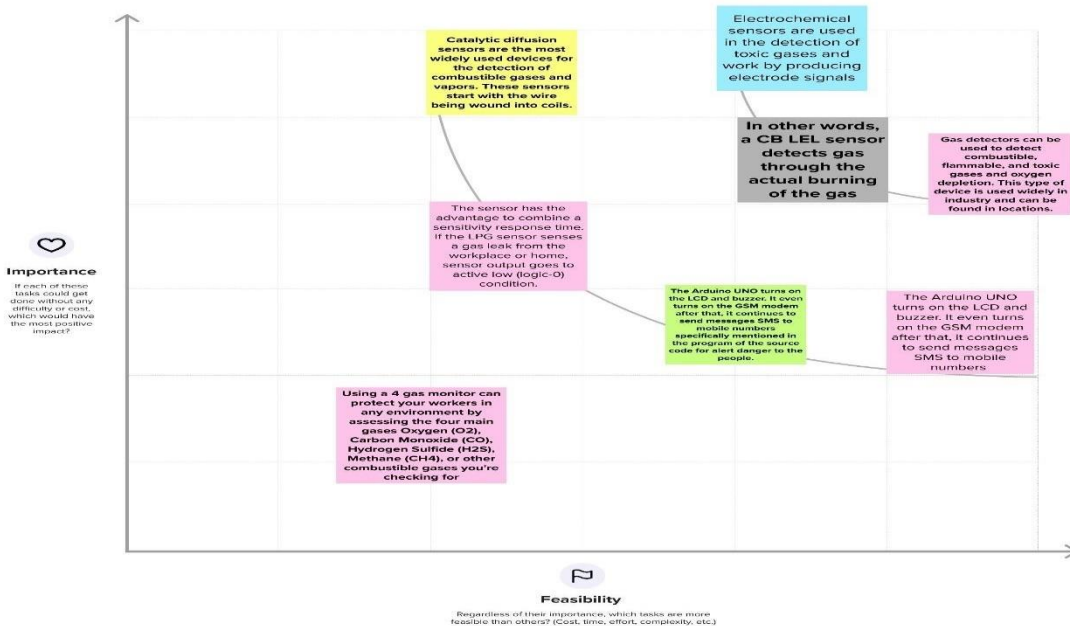 Catalytic diffusion
sensors are the most
widely used devices for
the detection of
combustible gases and
vapors. These sensors
start with the wire
being wound into coils.
Electrochemical
sensors are used
in the detection of
toxic gases and
work by producing
electrode signals
In other words,
a CB LEL sensor
detects gas
through the
actual burning
of the gas
Gas detectors can be
used to detect
combustible,
flammable, and toxic
gases and oxygen
depletion. This type of
device is used widely in
industry and can be
found in locations.
The sensor has the
advantage to combine a
sensitivity response time.
If the LPG sensor senses
a gas leak from the
workplace or home,
sensor output goes to
active low (logic-0)
condition.
Importance
If each of these
tasks could get
done without any
difficulty or cost,
which would have
the most positive
impact?
The Arduino UNO turns on
the LCD and buzzer. It even
turns on the GSM modem
after that, it continues to
send messages SMS to
mobile numbers
specifically mentioned in
the program of the source
code for alert danger to the
people.
The Arduino UNO
turns on the LCD and
buzzer. It even turns
on the GSM modem
after that, it continues
to send messages
SMS to mobile
numbers
Using a 4 gas monitor can
protect your workers in
any environment by
assessing the four main
gases Oxygen (O2),
Carbon Monoxide (CO),
Hydrogen Sulfide (H2S),
Methane (CH4), or other
combustible gases you're
checking for
Feasibility
Regardless of their importance, which tasks are more
feasible than others? (Cost, time, effort, complexity, etc.)